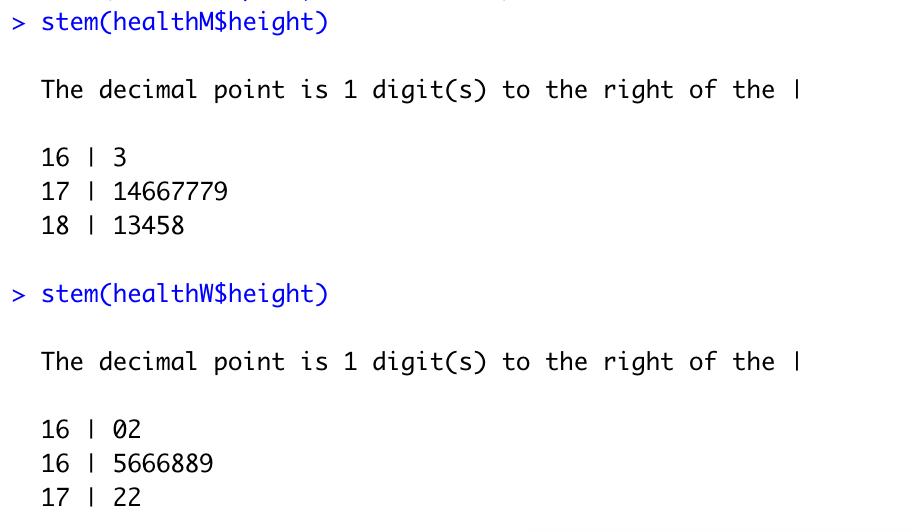 > stem(healthM$height)
The decimal point is 1 digit(s) to the right of the |
16 | 3
17 | 14667779
18 | 13458
> stem(healthW$height)
The decimal point is 1 digit(s) to the right of the |
16 | 02
16 | 5666889
17 | 22